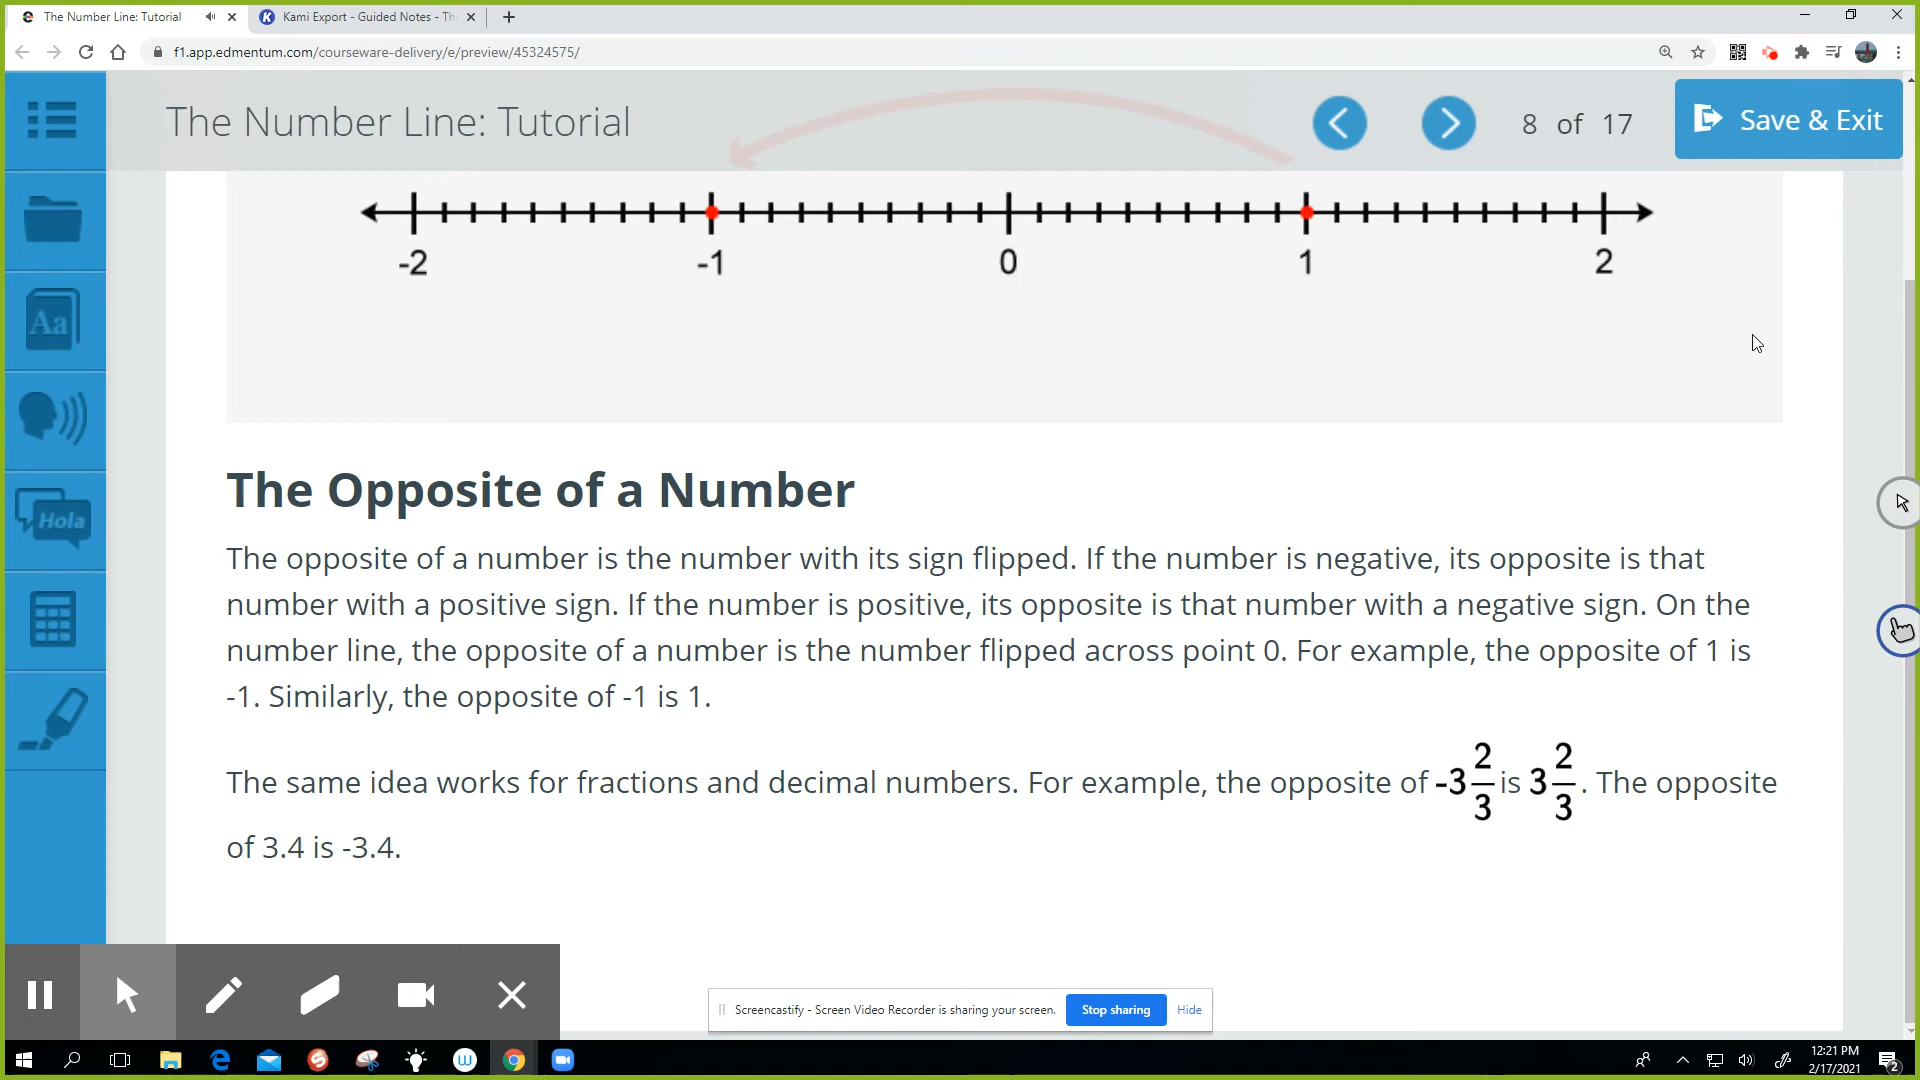 The Number Line: Tutorial
Kami Export - Guided Notes - Th
f1.app.edmentum.com/courseware-delivery/e/preview/45324575/
The Number Line: Tutorial
8 of 17
Save & Exit
-2 -1 0 1 2
Aa
Hola
The Opposite of a Number
The opposite of a number is the number with its sign flipped. If the number is negative, its opposite is that
number with a positive sign. If the number is positive, its opposite is that number with a negative sign. On the
number line, the opposite of a number is the number flipped across point 0. For example, the opposite of 1 is
-1. Similarly, the opposite of -1 is 1.
The same idea works for fractions and decimal numbers. For example, the opposite of -3 2/3 is 3 2/3. The opposite
of 3.4 is -3.4.
Screencastify - Screen Video Recorder is sharing your screen. Stop sharing Hide
12:21 PM
2/17/2021
2